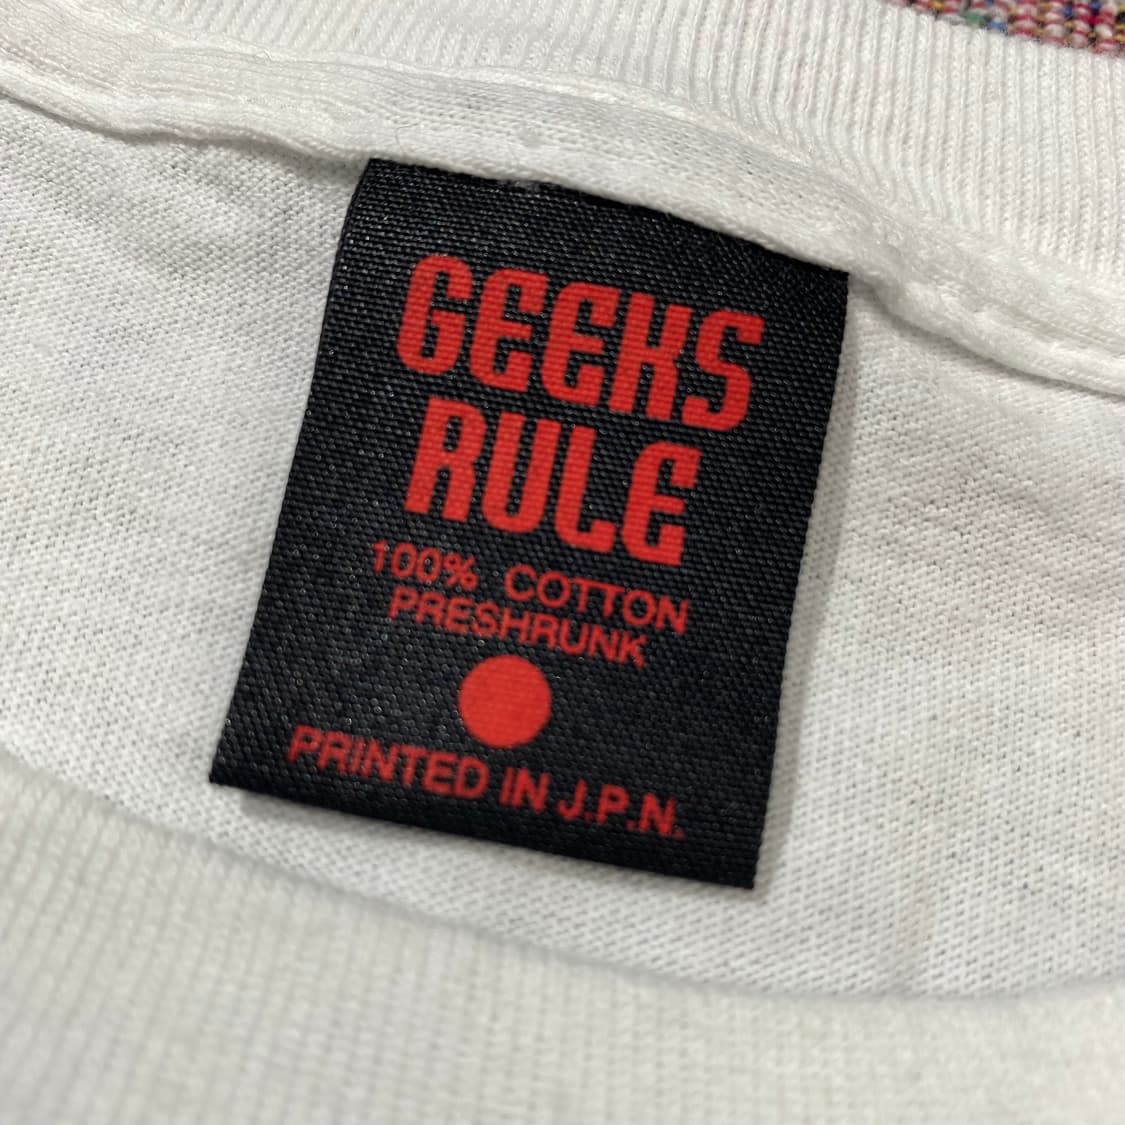 GEEKS
RULE
100% COTTON
PRESHRUNK
PRINTED IN J.P.N.